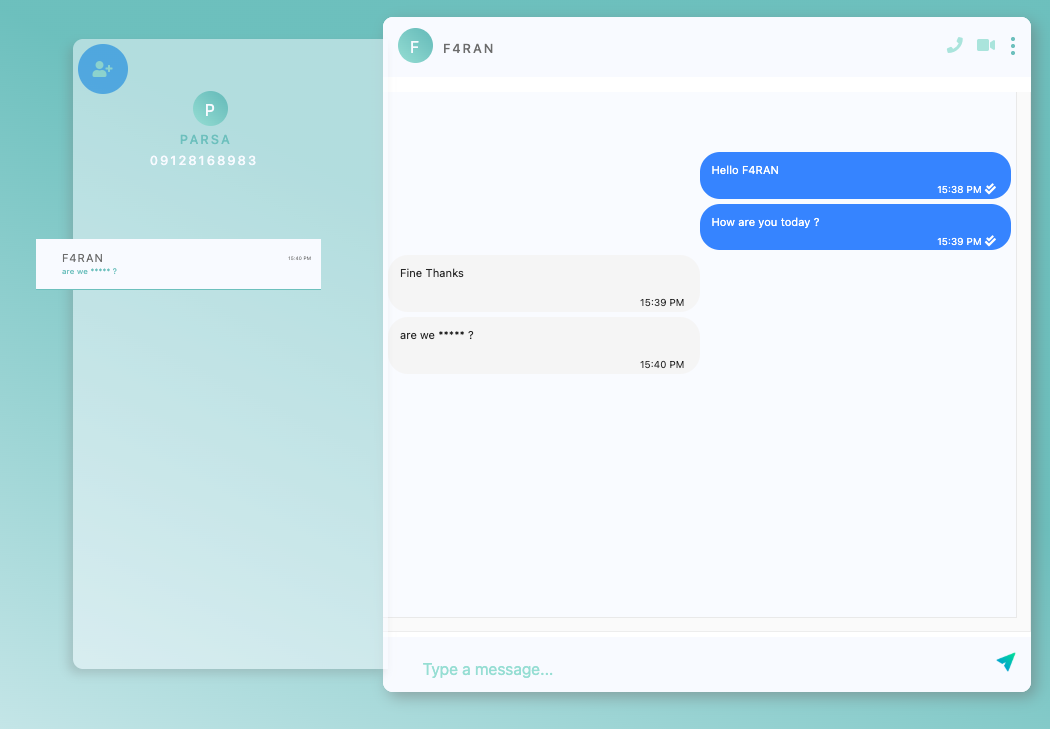 P
PARSA
09128168983
F4RAN
15:40 PM
are we ***** ?
F
F4RAN
Hello F4RAN
15:38 PM
How are you today ?
15:39 PM
Fine Thanks
15:39 PM
are we ***** ?
15:40 PM
Type a message...